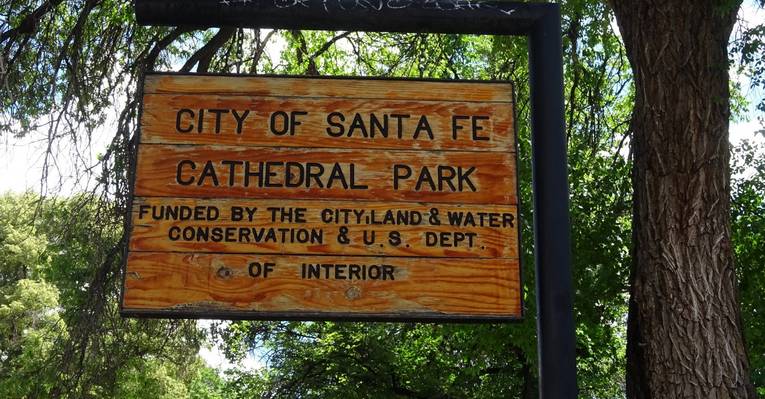 CITY OF SANTA FE
CATHEDRAL PARK
FUNDED BY THE CITY, LAND & WATER
CONSERVATION & U.S. DEPT.
OF INTERIOR